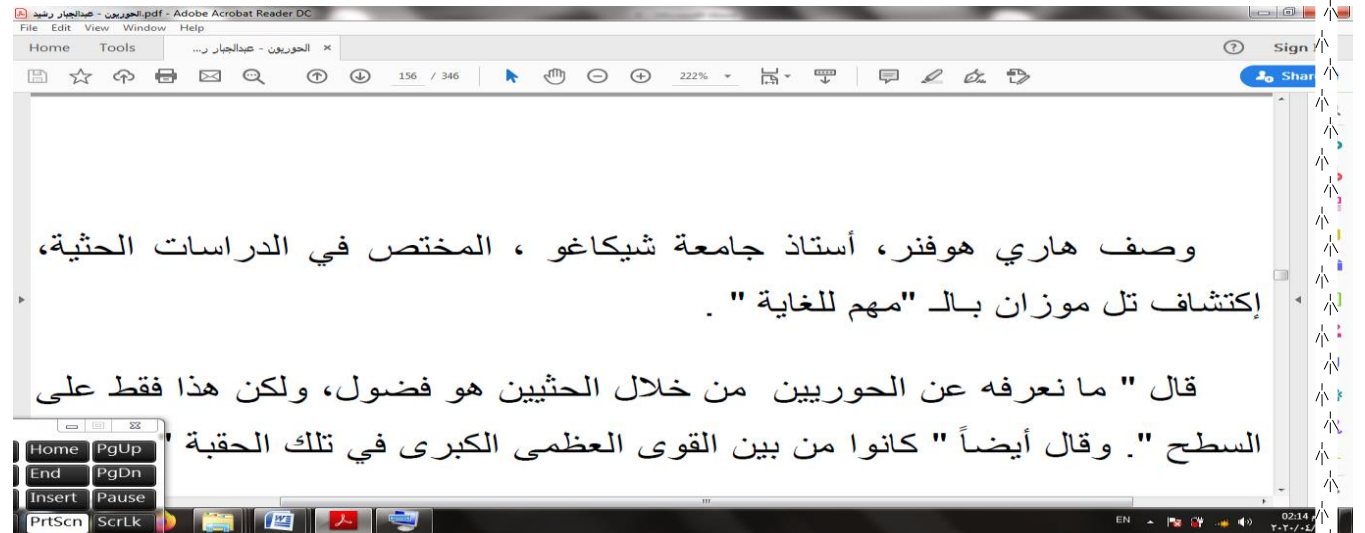 الحوريون - عبدالجبار رشيد.pdf - Adobe Acrobat Reader DC
File Edit View Window Help
Home Tools الحوريون - عبدالجبار ر... × Sign
156 / 346 222% Shar
وصف هاري هوفنر، أستاذ جامعة شيكاغو ، المختص في الدراسات الحثية،
إكتشاف تل موزان بـالـ "مهم للغاية " .
قال " ما نعرفه عن الحوريين من خلال الحثيين هو فضول، ولكن هذا فقط على
السطح ". وقال أيضاً " كانوا من بين القوى العظمى الكبرى في تلك الحقبة "
Home PgUp
End PgDn
Insert Pause
PrtScn ScrLk
EN 02:14